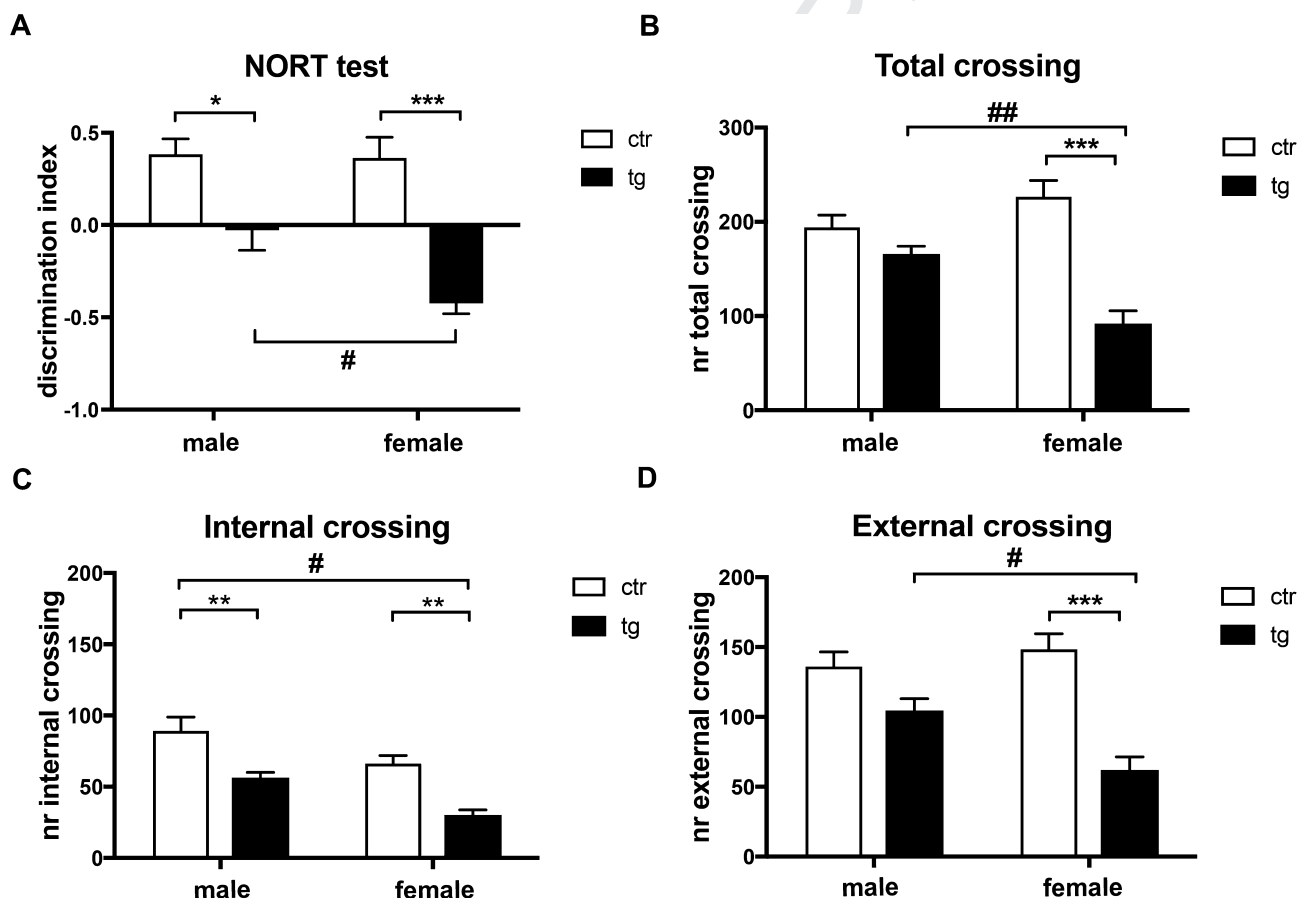 A
NORT test
*
***
0.5
0.0
-0.5
-1.0
discrimination index
#
male
female
ctr
tg
B
Total crossing
##
***
300
200
100
0
nr total crossing
male
female
ctr
tg
C
Internal crossing
#
**
**
200
150
100
50
0
nr internal crossing
male
female
ctr
tg
D
External crossing
#
***
200
150
100
50
0
nr external crossing
male
female
ctr
tg